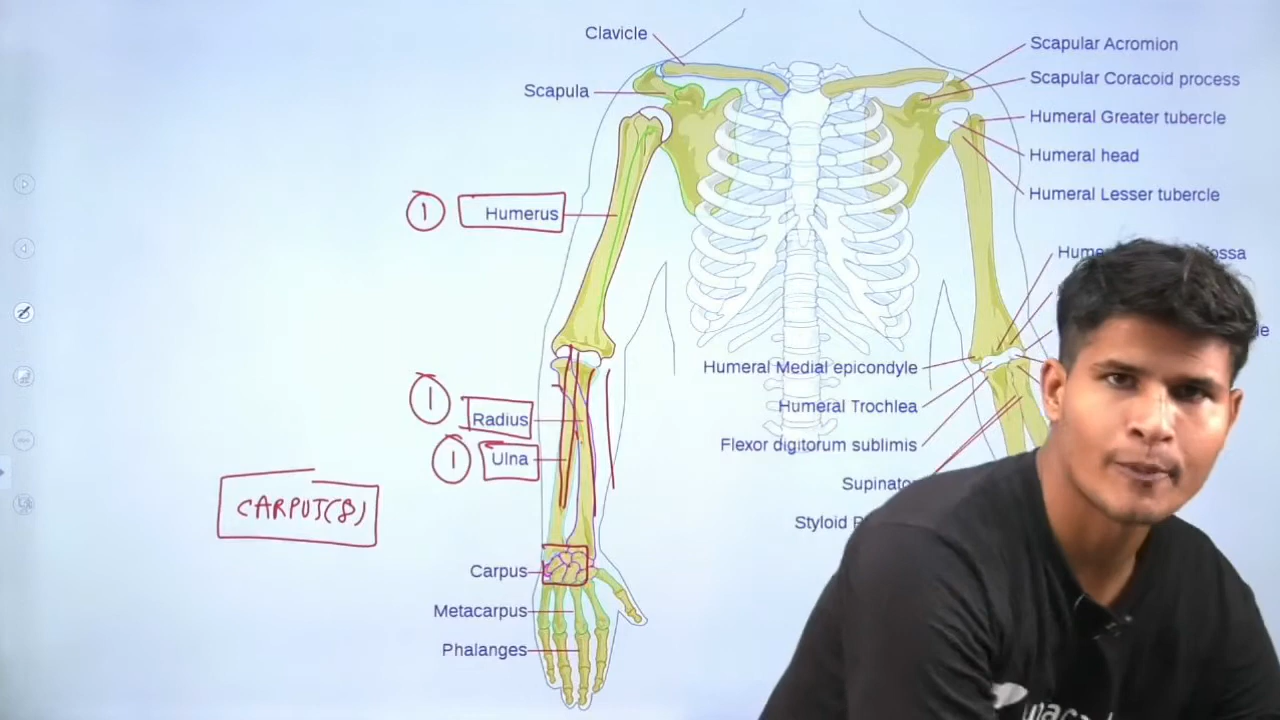 Clavicle
Scapula
① Humerus
① Radius
① Ulna
CARPUS(8)
Carpus
Metacarpus
Phalanges
Scapular Acromion
Scapular Coracoid process
Humeral Greater tubercle
Humeral head
Humeral Lesser tubercle
Humeral Medial epicondyle
Humeral Trochlea
Flexor digitorum sublimis